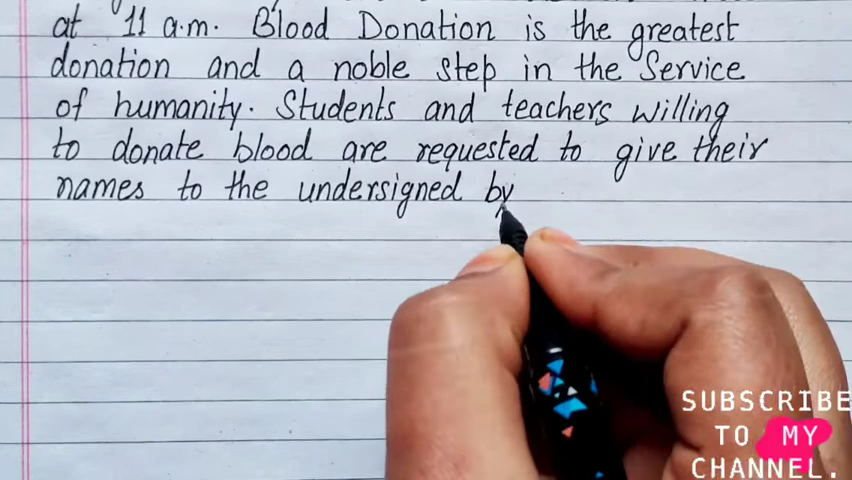 at 11 a.m. Blood Donation is the greatest
donation and a noble step in the Service
of humanity. Students and teachers willing
to donate blood are requested to give their
names to the undersigned by
SUBSCRIBE
TO MY
CHANNEL.